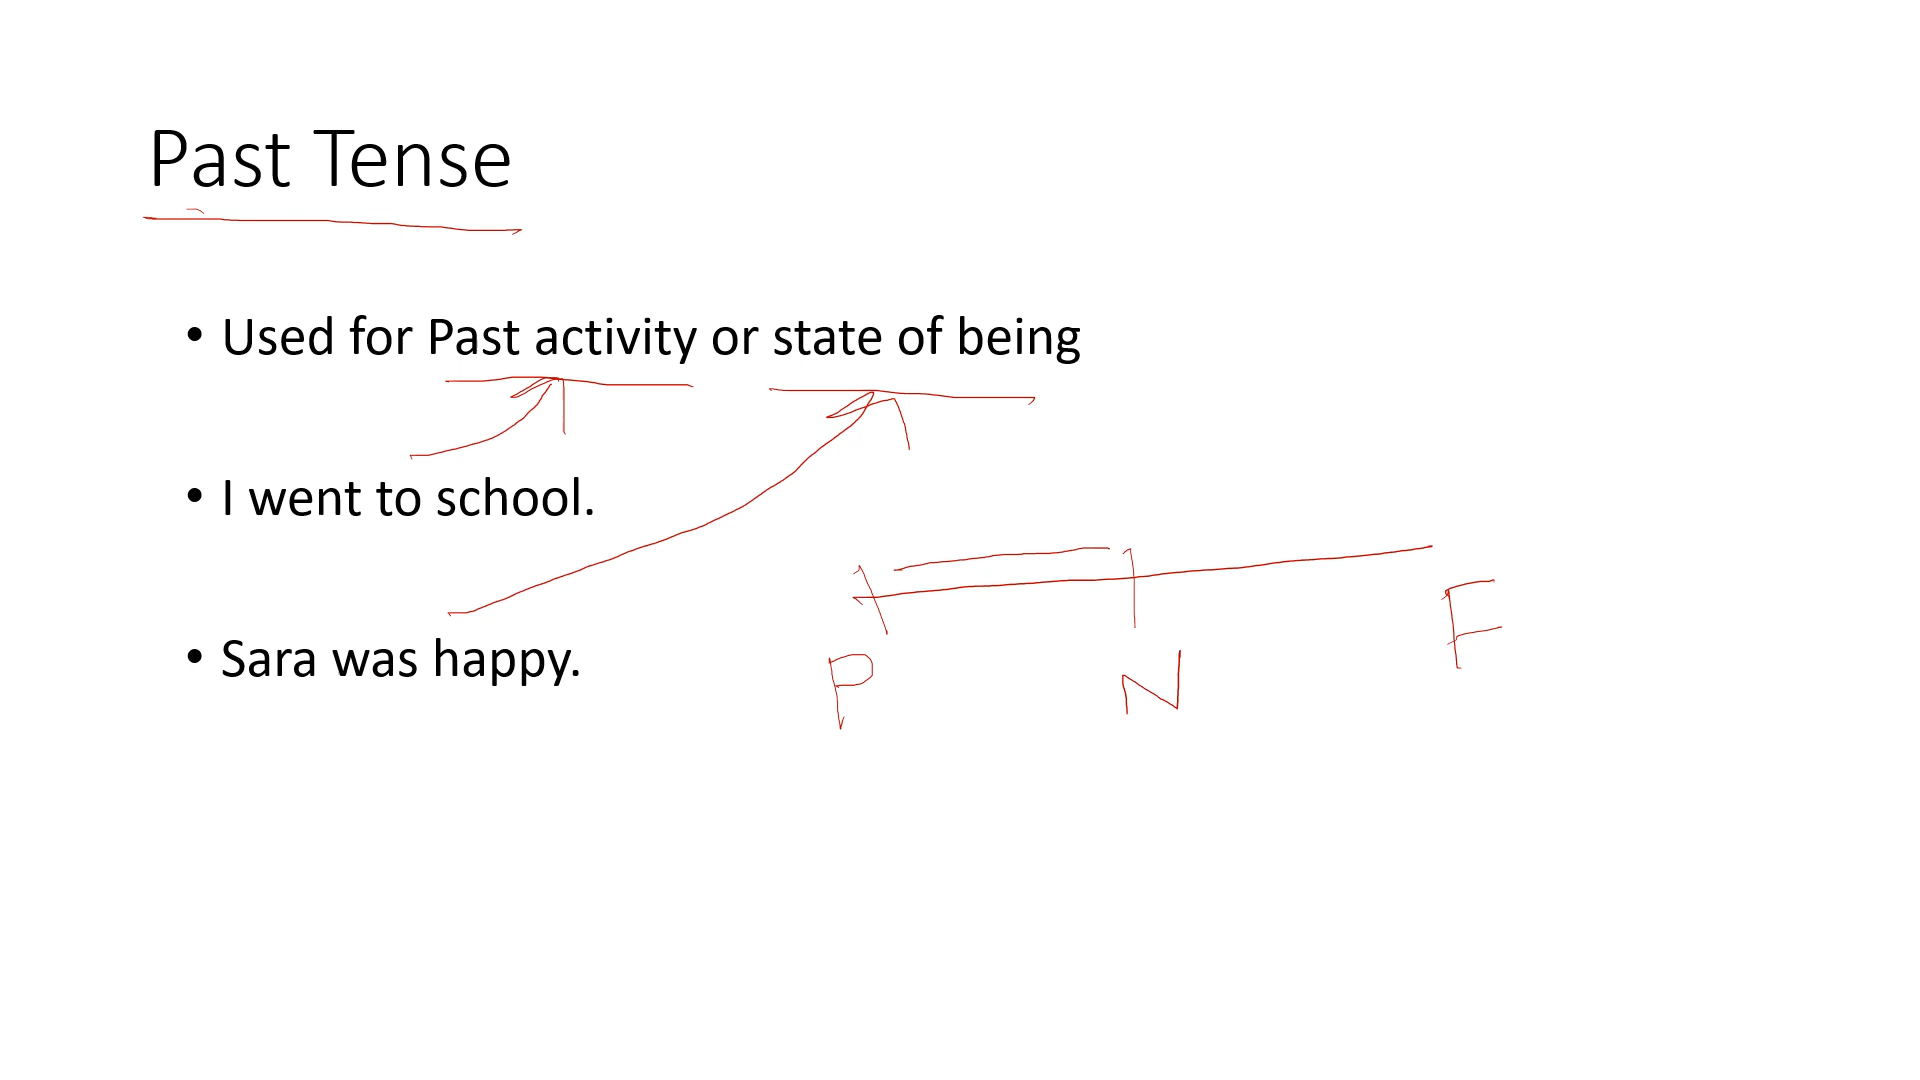 Past Tense
• Used for Past activity or state of being
• I went to school.
• Sara was happy.
P N F